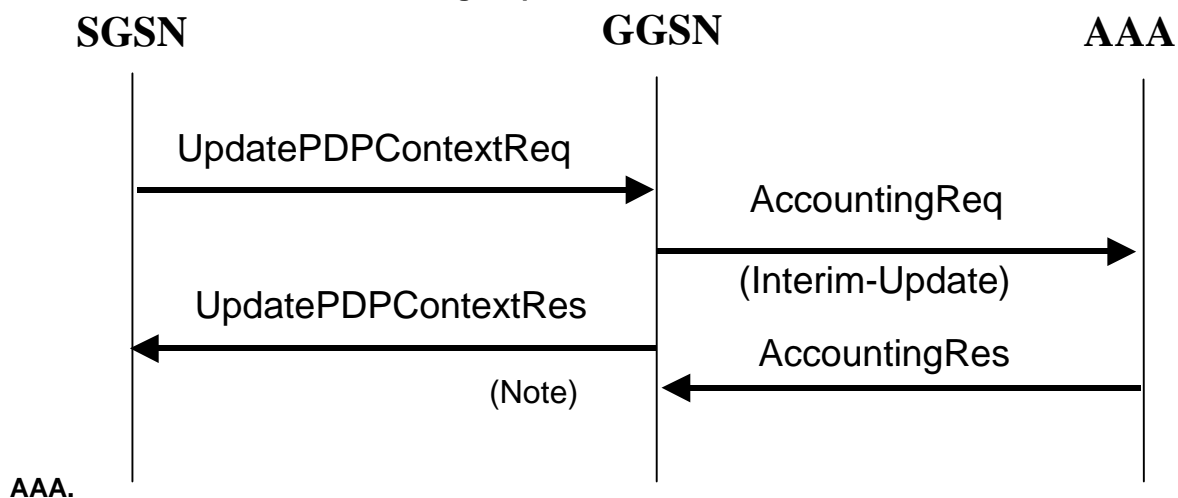 SGSN GGSN AAA
UpdatePDPContextReq
AccountingReq
(Interim-Update)
UpdatePDPContextRes
AccountingRes
(Note)
AAA.